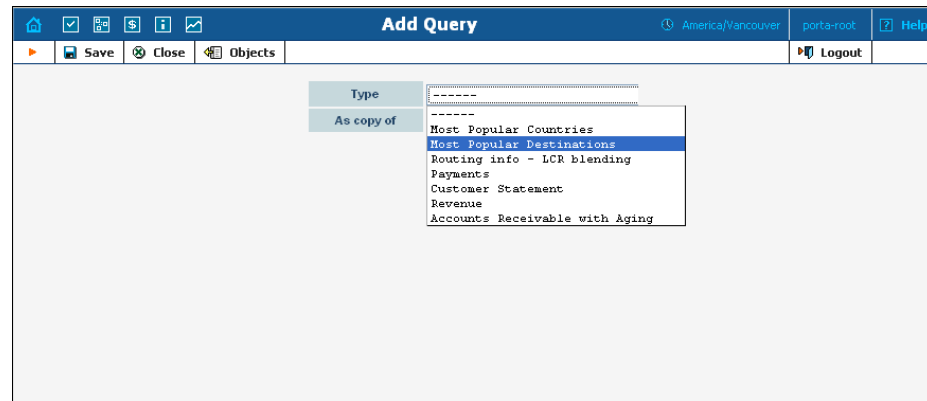 Add Query
America/Vancouver
porta-root
Help
Save
Close
Objects
Logout
Type
------
As copy of
------
Most Popular Countries
Most Popular Destinations
Routing info - LCR blending
Payments
Customer Statement
Revenue
Accounts Receivable with Aging